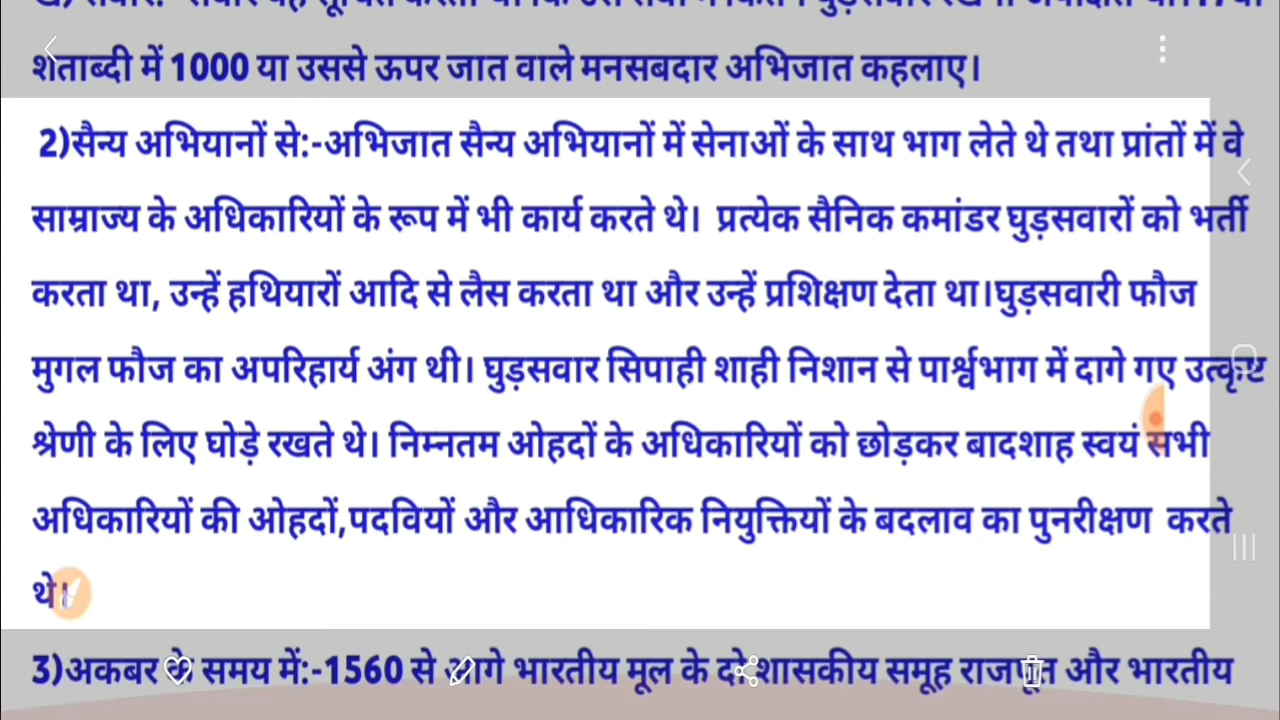 शताब्दी में 1000 या उससे ऊपर जात वाले मनसबदार अभिजात कहलाए।
2)सैन्य अभियानों से:-अभिजात सैन्य अभियानों में सेनाओं के साथ भाग लेते थे तथा प्रांतों में वे
साम्राज्य के अधिकारियों के रूप में भी कार्य करते थे। प्रत्येक सैनिक कमांडर घुड़सवारों को भर्ती
करता था, उन्हें हथियारों आदि से लैस करता था और उन्हें प्रशिक्षण देता था।घुड़सवारी फौज
मुगल फौज का अपरिहार्य अंग थी। घुड़सवार सिपाही शाही निशान से पार्श्वभाग में दागे गए उत्कृष्ट
श्रेणी के लिए घोड़े रखते थे। निम्नतम ओहदों के अधिकारियों को छोड़कर बादशाह स्वयं सभी
अधिकारियों की ओहदों,पदवियों और आधिकारिक नियुक्तियों के बदलाव का पुनरीक्षण करते
थे।
3)अकबर के समय में:-1560 से आगे भारतीय मूल के दो शासकीय समूह राजपूत और भारतीय